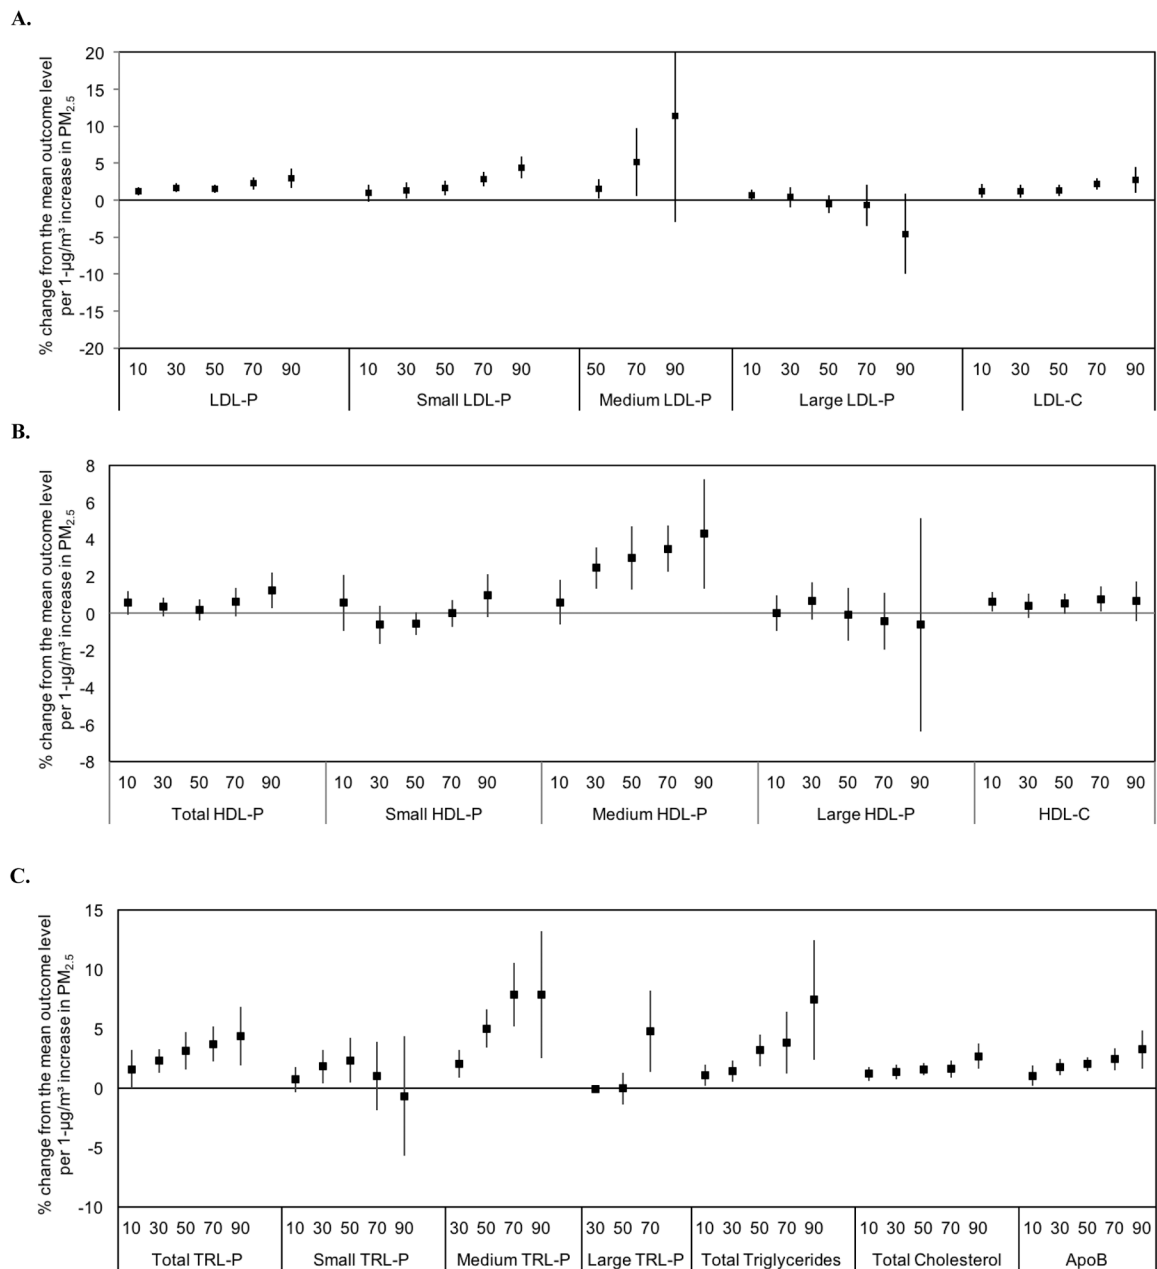 A.
% change from the mean outcome level
per 1-µg/m³ increase in PM2.5
20
15
10
5
0
-5
-10
-15
-20
10 30 50 70 90 10 30 50 70 90 50 70 90 10 30 50 70 90 10 30 50 70 90
LDL-P Small LDL-P Medium LDL-P Large LDL-P LDL-C
B.
% change from the mean outcome level
per 1-µg/m³ increase in PM2.5
8
6
4
2
0
-2
-4
-6
-8
10 30 50 70 90 10 30 50 70 90 10 30 50 70 90 10 30 50 70 90 10 30 50 70 90
Total HDL-P Small HDL-P Medium HDL-P Large HDL-P HDL-C
C.
% change from the mean outcome level
per 1-µg/m³ increase in PM2.5
15
10
5
0
-5
-10
10 30 50 70 90 10 30 50 70 90 30 50 70 90 30 50 70 10 30 50 70 90 10 30 50 70 90 10 30 50 70 90
Total TRL-P Small TRL-P Medium TRL-P Large TRL-P Total Triglycerides Total Cholesterol ApoB